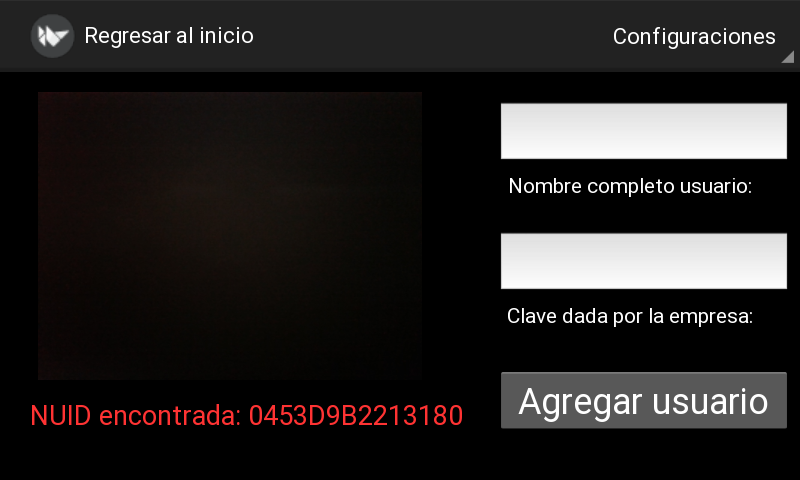 Regresar al inicio
Configuraciones
Nombre completo usuario:
Clave dada por la empresa:
Agregar usuario
NUID encontrada: 0453D9B2213180